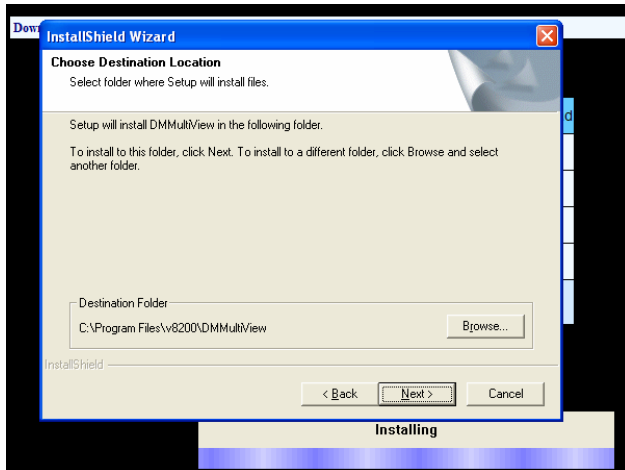 Down
InstallShield Wizard
Choose Destination Location
Select folder where Setup will install files.
d
Setup will install DMMultiView in the following folder.
To install to this folder, click Next. To install to a different folder, click Browse and select
another folder.
Destination Folder
C:\Program Files\v8200\DMMultiView
Browse...
InstallShield
< Back
Next >
Cancel
Installing